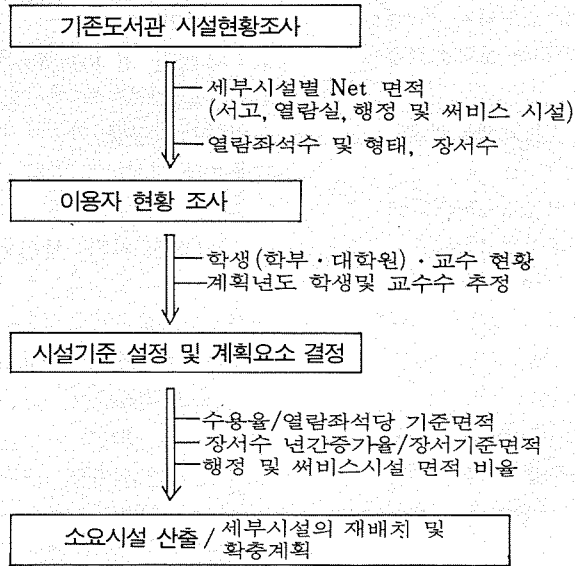 기존도서관 시설현황조사
세부시설별 Net 면적
(서고, 열람실, 행정 및 써비스 시설)
열람좌석수 및 형태, 장서수
이용자 현황 조사
학생(학부·대학원)·교수 현황
계획년도 학생및 교수수 추정
시설기준 설정 및 계획요소 결정
수용율/열람좌석당 기준면적
장서수 년간증가율/장서기준면적
행정 및 써비스시설 면적 비율
소요시설 산출 / 세부시설의 재배치 및
확충계획